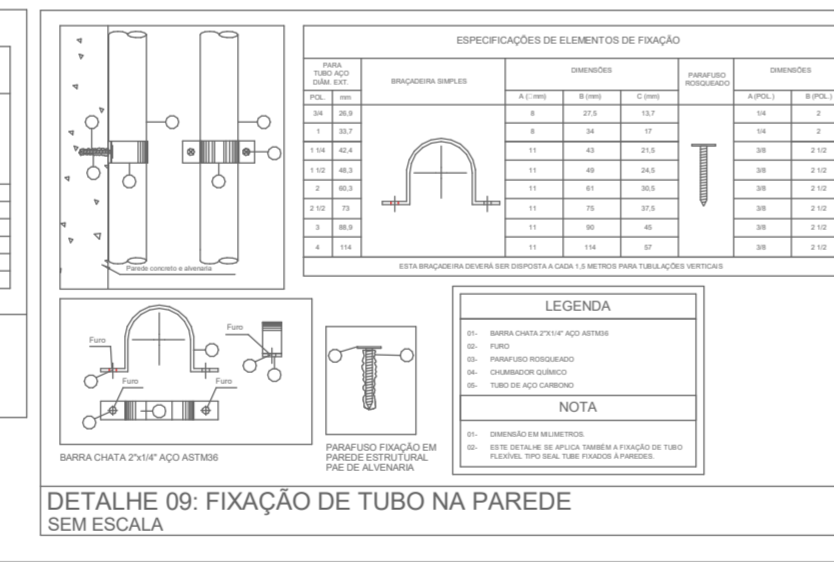 Parede concreto e alvenaria
ESPECIFICAÇÕES DE ELEMENTOS DE FIXAÇÃO
PARA TUBO AÇO DIÂM. EXT. BRAÇADEIRA SIMPLES DIMENSÕES PARAFUSO ROSQUEADO DIMENSÕES
POL. mm A (□mm) B (mm) C (mm) A (POL.) B (POL.)
3/4 26,9 8 27,5 13,7 1/4 2
1 33,7 8 34 17 1/4 2
1 1/4 42,4 11 43 21,5 3/8 2 1/2
1 1/2 48,3 11 49 24,5 3/8 2 1/2
2 60,3 11 61 30,5 3/8 2 1/2
2 1/2 73 11 75 37,5 3/8 2 1/2
3 88,9 11 90 45 3/8 2 1/2
4 114 11 114 57 3/8 2 1/2
ESTA BRAÇADEIRA DEVERÁ SER DISPOSTA A CADA 1,5 METROS PARA TUBULAÇÕES VERTICAIS
Furo
Furo
Furo
Furo
BARRA CHATA 2"x1/4" AÇO ASTM36
PARAFUSO FIXAÇÃO EM
PAREDE ESTRUTURAL
PAE DE ALVENARIA
LEGENDA
01- BARRA CHATA 2"X1/4" AÇO ASTM36
02- FURO
03- PARAFUSO ROSQUEADO
04- CHUMBADOR QUÍMICO
05- TUBO DE AÇO CARBONO
NOTA
01- DIMENSÃO EM MILIMETROS.
02- ESTE DETALHE SE APLICA TAMBÉM A FIXAÇÃO DE TUBO
FLEXÍVEL TIPO SEAL TUBE FIXADOS Á PAREDES.
DETALHE 09: FIXAÇÃO DE TUBO NA PAREDE
SEM ESCALA